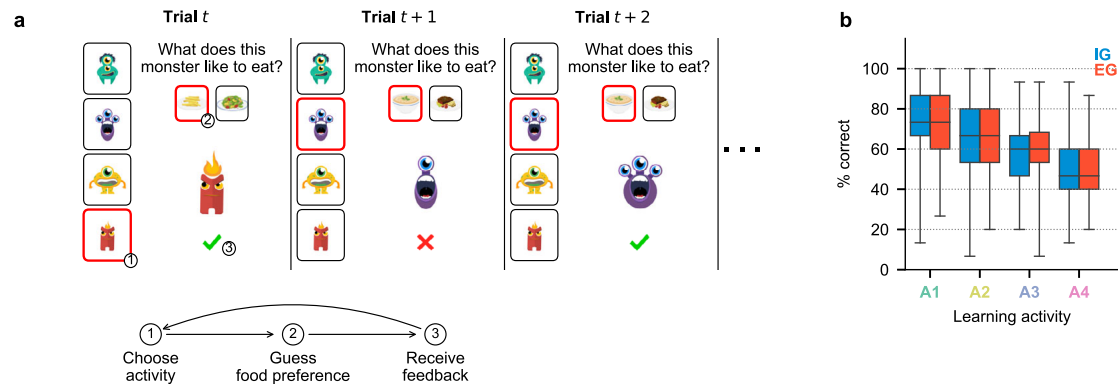 a
Trial t
Trial t + 1
Trial t + 2
What does this
monster like to eat?
What does this
monster like to eat?
What does this
monster like to eat?
2
3
1
1
2
3
Choose
activity
Guess
food preference
Receive
feedback
b
IG
EG
100
80
60
40
20
0
% correct
A1
A2
A3
A4
Learning activity